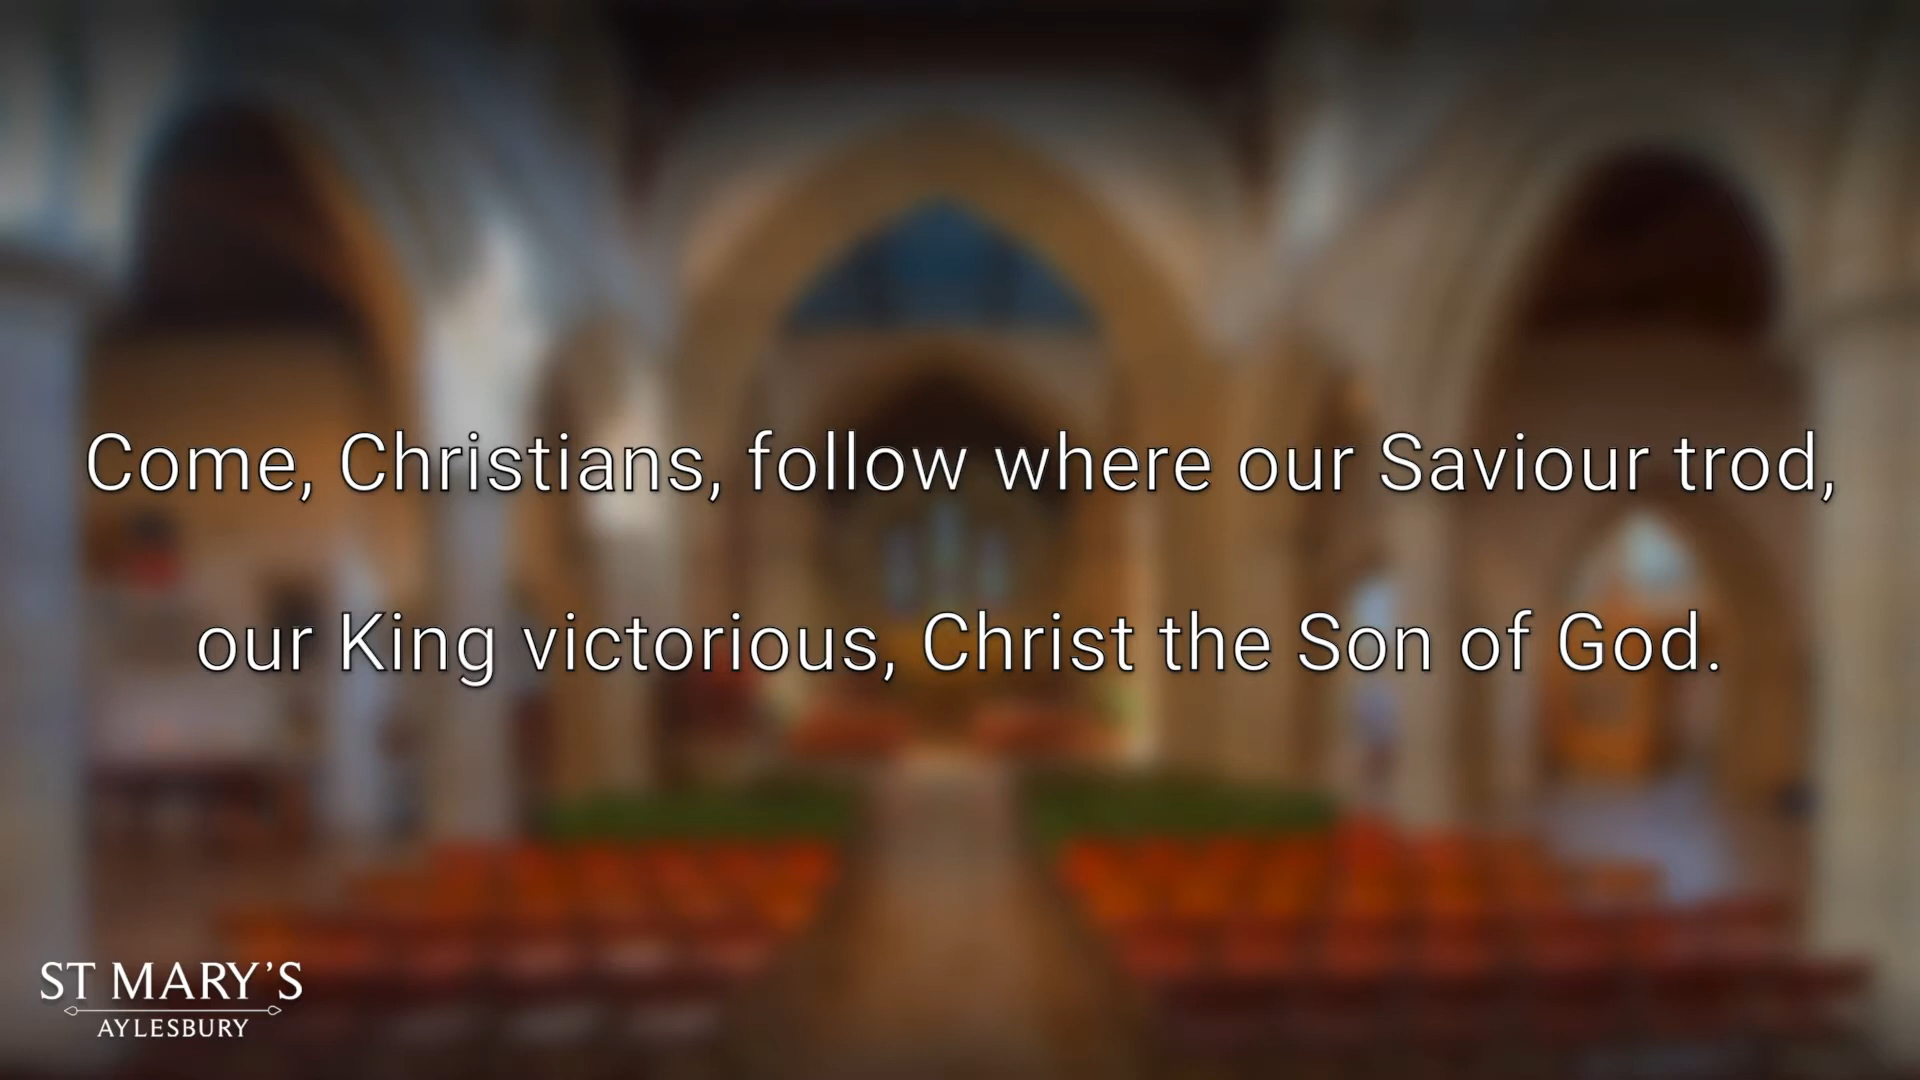 Come, Christians, follow where our Saviour trod,
our King victorious, Christ the Son of God.
ST MARY'S
AYLESBURY